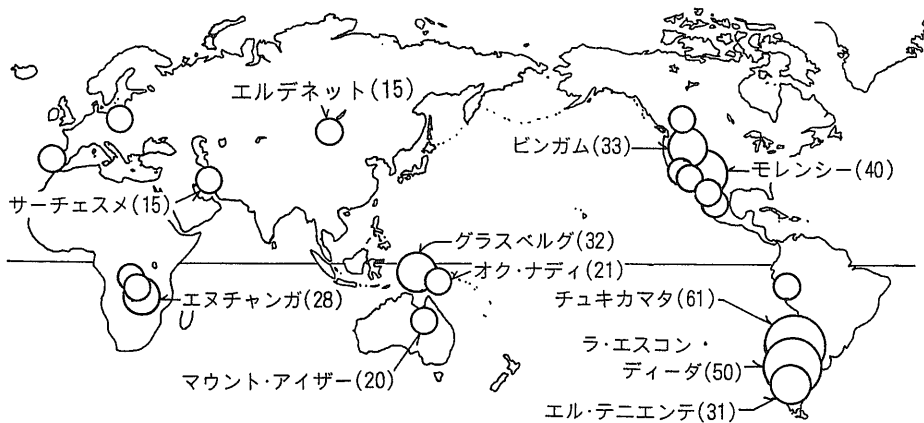 エルデネット(15)
ビンガム(33)
モレンシー(40)
サーチェスメ(15)
グラスベルグ(32)
オク・ナディ(21)
エヌチャンガ(28)
チュキカマタ(61)
ラ・エスコン・
ディーダ(50)
マウント・アイザー(20)
エル・テニエンテ(31)